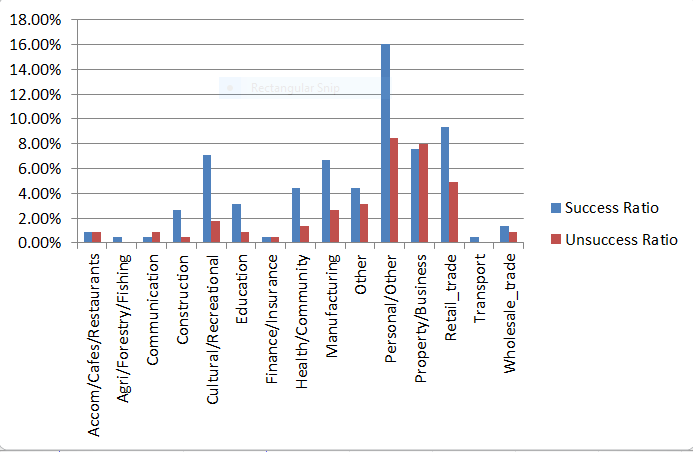 18.00%
16.00%
14.00%
12.00%
10.00%
8.00%
6.00%
4.00%
2.00%
0.00%
Rectangular Snip
Accom/Cafes/Restaurants
Agri/Forestry/Fishing
Communication
Construction
Cultural/Recreational
Education
Finance/Insurance
Health/Community
Manufacturing
Other
Personal/Other
Property/Business
Retail_trade
Transport
Wholesale_trade
Success Ratio
Unsuccess Ratio